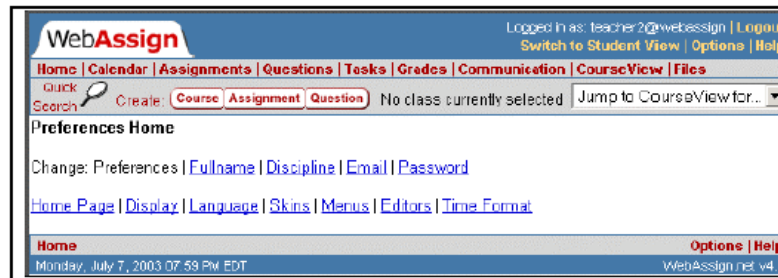 WebAssign
Logged in as: teacher2@webassign | Logou
Switch to Student View | Options | Hel
Home | Calendar | Assignments | Questions | Tasks | Grades | Communication | CourseView | Files
Quick Search Create: Course Assignment Question No class currently selected Jump to CourseView for...
Preferences Home
Change: Preferences | Fullname | Discipline | Email | Password
Home Page | Display | Language | Skins | Menus | Editors | Time Format
Home Options | Help
Monday, July 7, 2003 07:59 PM EDT WebAssign.net v4.